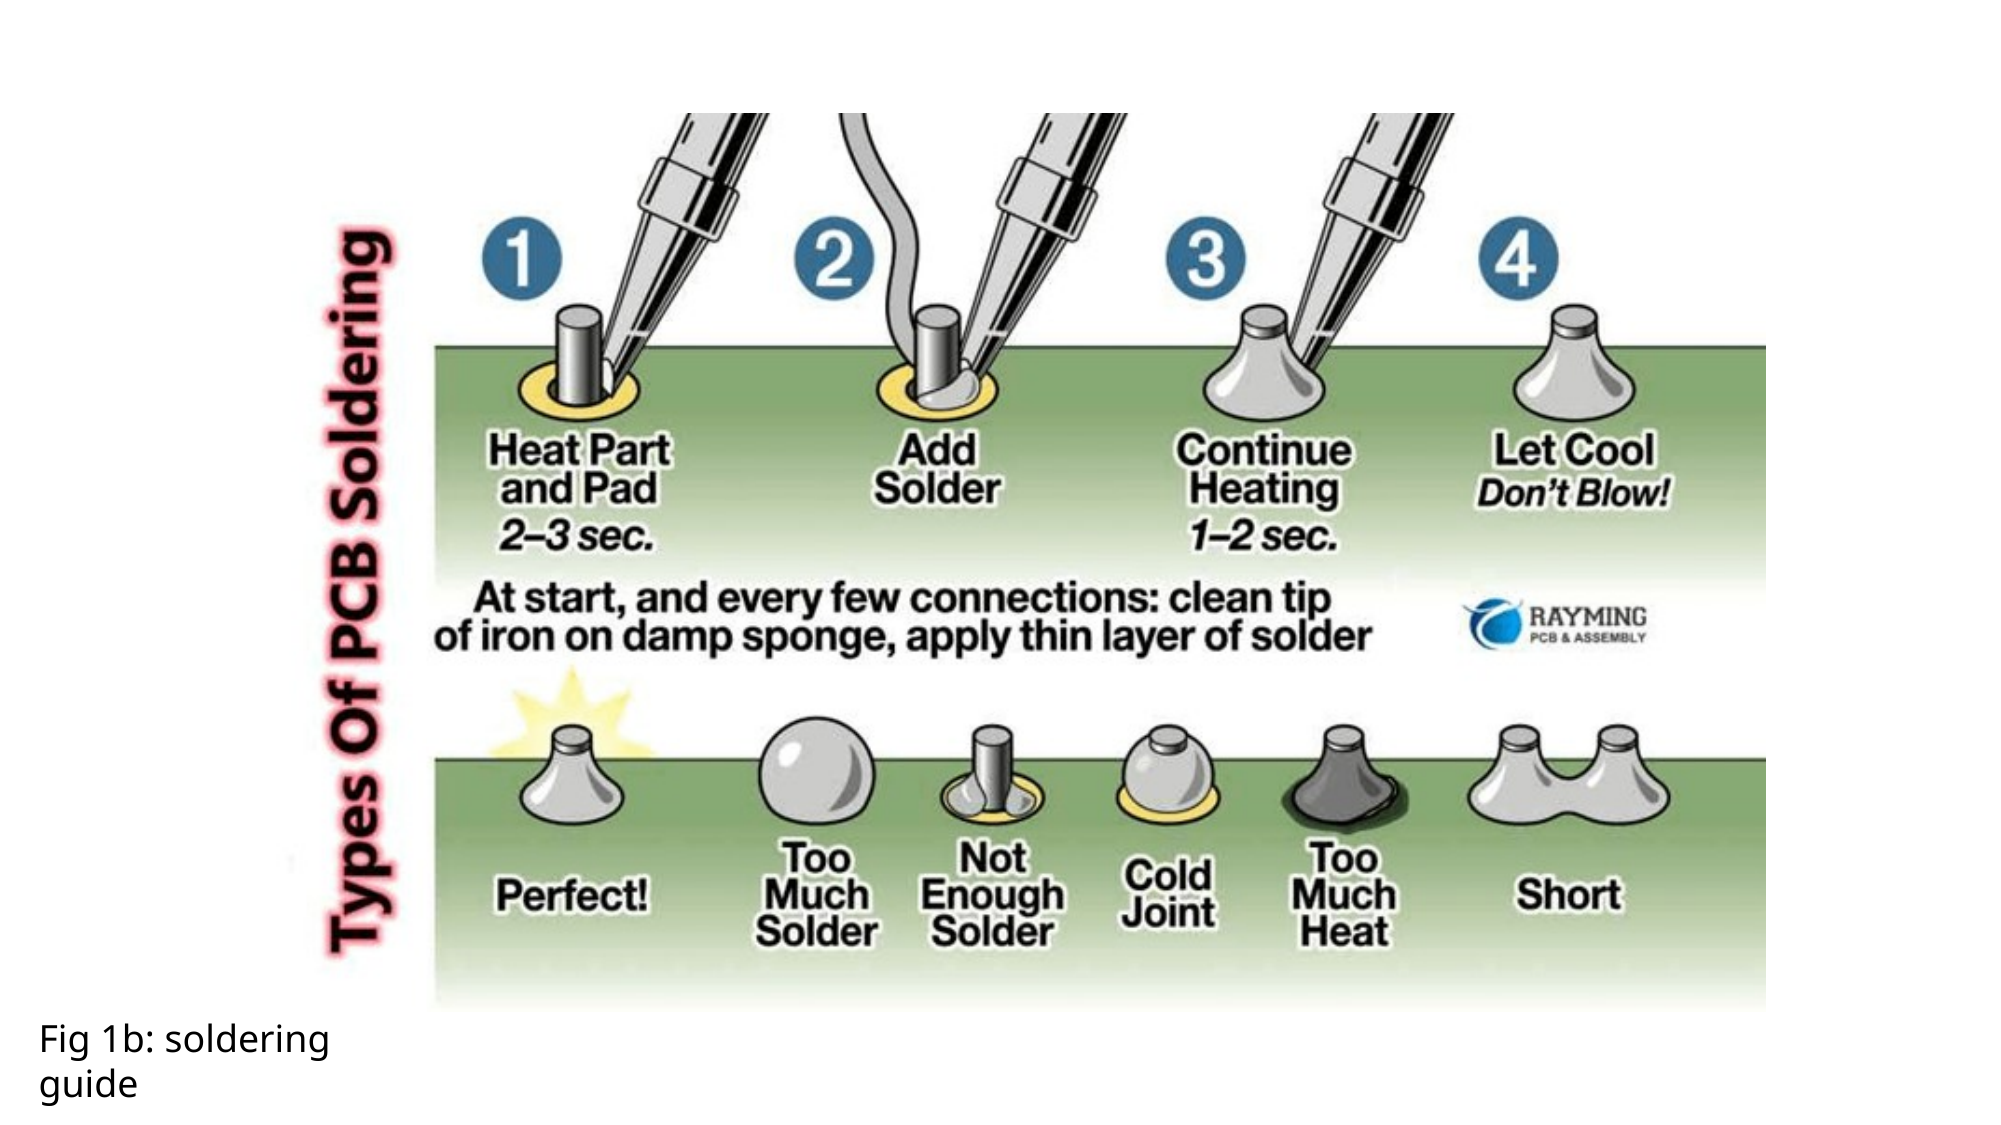 Types Of PCB Soldering
1
2
3
4
Heat Part
and Pad
2–3 sec.
Add
Solder
Continue
Heating
1–2 sec.
Let Cool
Don't Blow!
At start, and every few connections: clean tip
of iron on damp sponge, apply thin layer of solder
RAYMING
PCB & ASSEMBLY
Perfect!
Too
Much
Solder
Not
Enough
Solder
Cold
Joint
Too
Much
Heat
Short
Fig 1b: soldering
guide